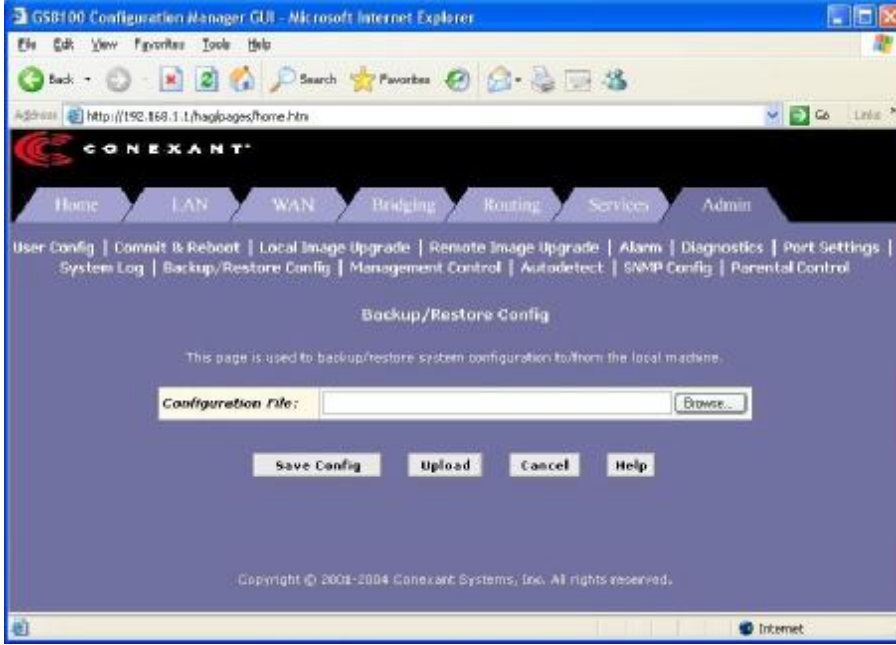 GS8100 Configuration Manager GUI - Microsoft Internet Explorer
File Edit View Favorites Tools Help
Back Search Favorites
Address http://192.168.1.1/hag/pages/home.htm Go Links
CONEXANT
Home LAN WAN Bridging Routing Services Admin
User Config | Commit & Reboot | Local Image Upgrade | Remote Image Upgrade | Alarm | Diagnostics | Port Settings |
System Log | Backup/Restore Config | Management Control | Autodetect | SNMP Config | Parental Control
Backup/Restore Config
This page is used to backup/restore system configuration to/from the local machine.
Configuration File: Browse...
Save Config Upload Cancel Help
Copyright © 2001-2004 Conexant Systems, Inc. All rights reserved.
Internet